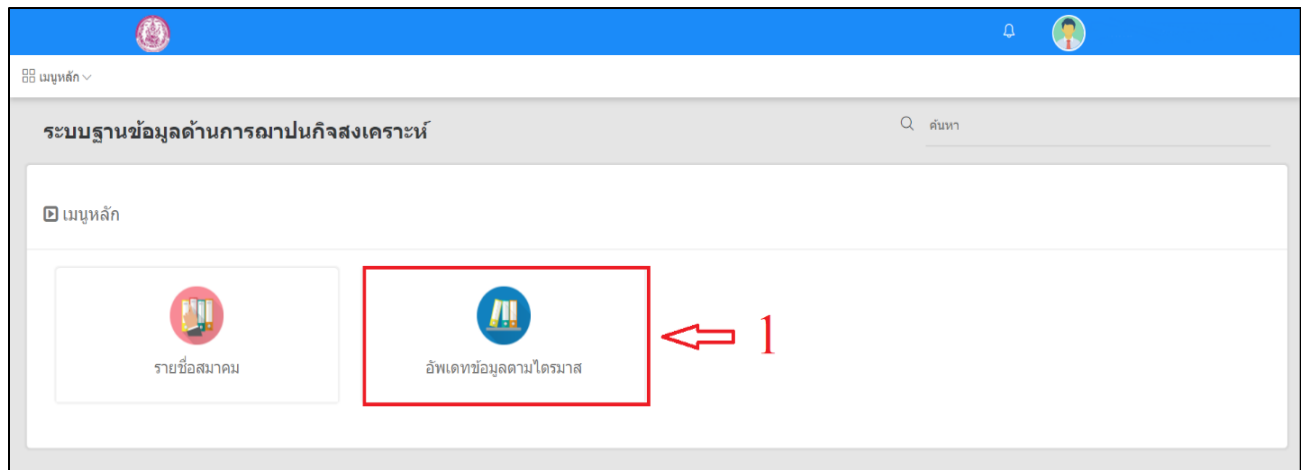 เมนูหลัก
ระบบฐานข้อมูลด้านการฌาปนกิจสงเคราะห์
ค้นหา
เมนูหลัก
รายชื่อสมาคม
อัพเดทข้อมูลตามไตรมาส
1